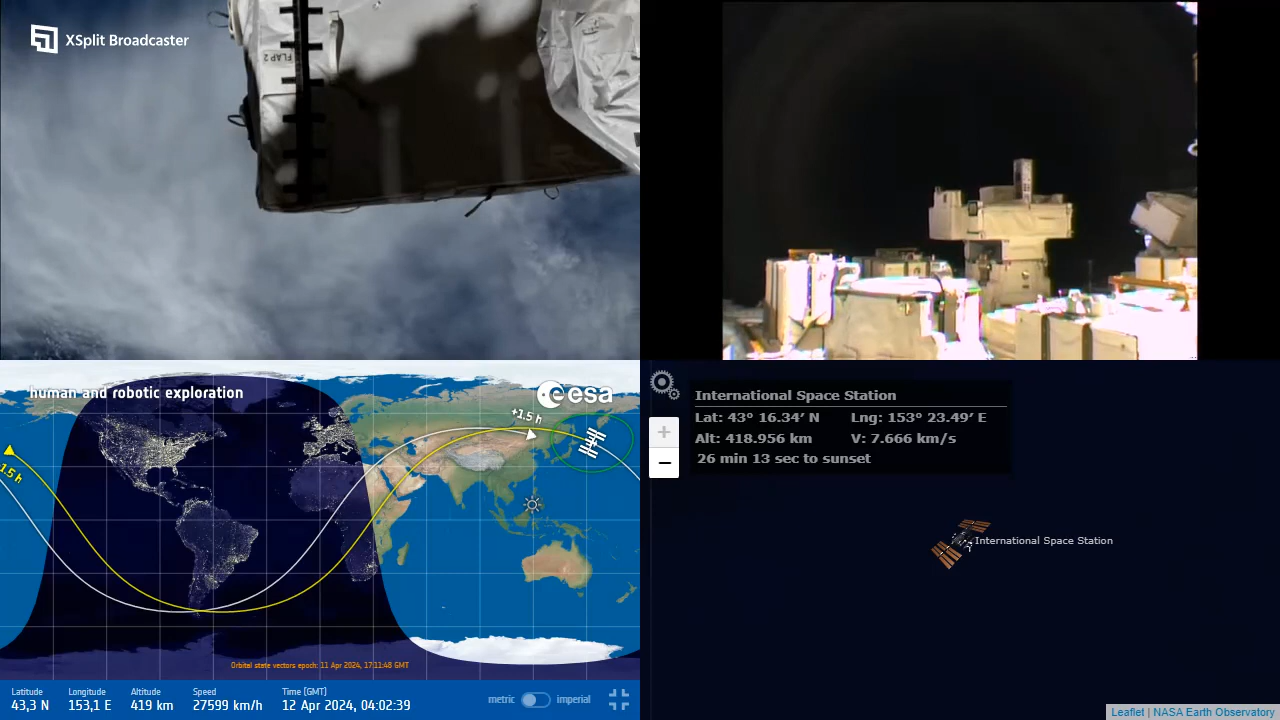 XSplit Broadcaster
FLAP 2
human and robotic exploration
esa
+1.5 h
1.5 h
Orbital state vectors epoch: 11 Apr 2024, 17:11:48 GMT
Latitude Longitude Altitude Speed Time (GMT)
43,3 N 153,1 E 419 km 27599 km/h 12 Apr 2024, 04:02:39
metric imperial
International Space Station
Lat: 43° 16.34′ N Lng: 153° 23.49′ E
Alt: 418.956 km V: 7.666 km/s
26 min 13 sec to sunset
+
−
International Space Station
Leaflet | NASA Earth Observatory